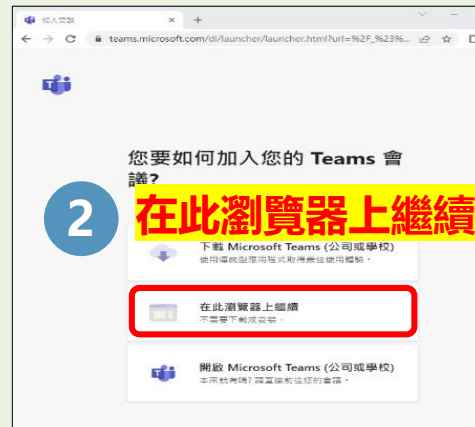 加入交談
teams.microsoft.com/dl/launcher/launcher.html?url=%2F_%23%...
您要如何加入您的 Teams 會
議?
2 在此瀏覽器上繼續
下載 Microsoft Teams (公司或學校)
使用傳統型應用程式取得最佳使用體驗。
在此瀏覽器上繼續
不需要下載或安裝。
開啟 Microsoft Teams (公司或學校)
本來就有嗎? 請直接前往您的會議。